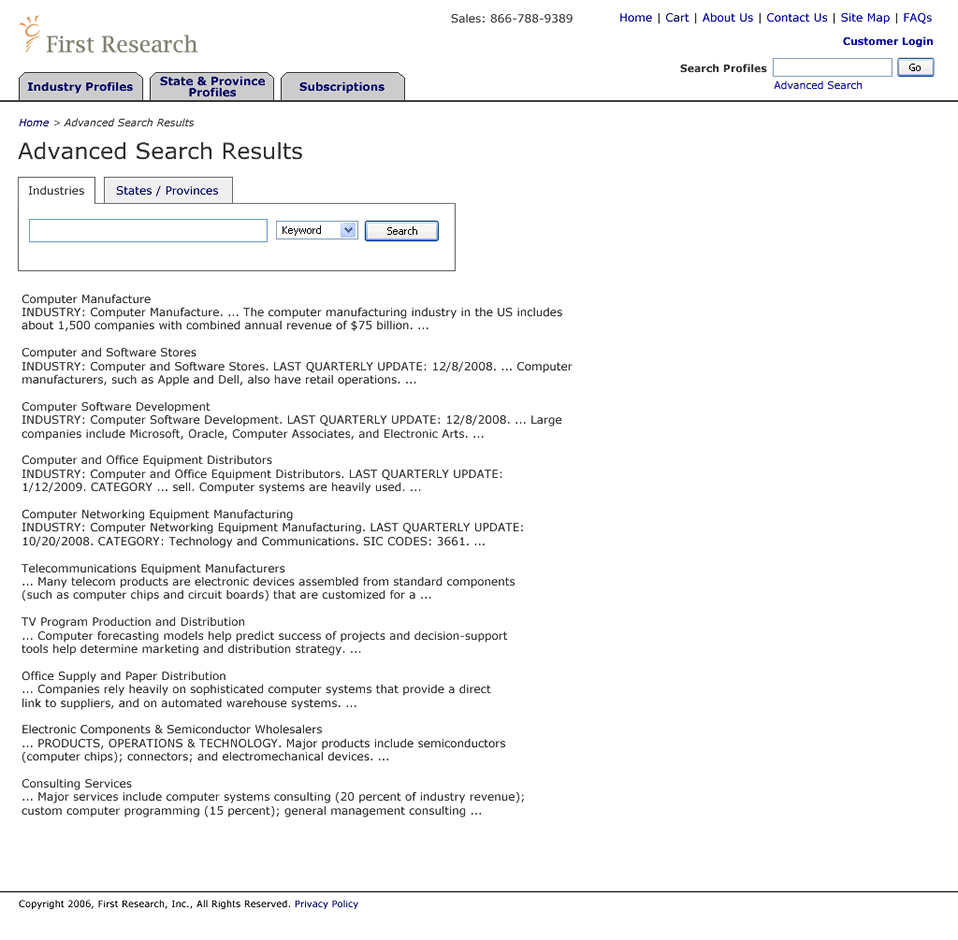 Sales: 866-788-9389
Home | Cart | About Us | Contact Us | Site Map | FAQs
First Research
Customer Login
Search Profiles
Go
Advanced Search
Industry Profiles
State & Province
Profiles
Subscriptions
Home > Advanced Search Results
Advanced Search Results
Industries
States / Provinces
Keyword
Search
Computer Manufacture
INDUSTRY: Computer Manufacture. ... The computer manufacturing industry in the US includes
about 1,500 companies with combined annual revenue of $75 billion. ...
Computer and Software Stores
INDUSTRY: Computer and Software Stores. LAST QUARTERLY UPDATE: 12/8/2008. ... Computer
manufacturers, such as Apple and Dell, also have retail operations. ...
Computer Software Development
INDUSTRY: Computer Software Development. LAST QUARTERLY UPDATE: 12/8/2008. ... Large
companies include Microsoft, Oracle, Computer Associates, and Electronic Arts. ...
Computer and Office Equipment Distributors
INDUSTRY: Computer and Office Equipment Distributors. LAST QUARTERLY UPDATE:
1/12/2009. CATEGORY ... sell. Computer systems are heavily used. ...
Computer Networking Equipment Manufacturing
INDUSTRY: Computer Networking Equipment Manufacturing. LAST QUARTERLY UPDATE:
10/20/2008. CATEGORY: Technology and Communications. SIC CODES: 3661. ...
Telecommunications Equipment Manufacturers
... Many telecom products are electronic devices assembled from standard components
(such as computer chips and circuit boards) that are customized for a ...
TV Program Production and Distribution
... Computer forecasting models help predict success of projects and decision-support
tools help determine marketing and distribution strategy. ...
Office Supply and Paper Distribution
... Companies rely heavily on sophisticated computer systems that provide a direct
link to suppliers, and on automated warehouse systems. ...
Electronic Components & Semiconductor Wholesalers
... PRODUCTS, OPERATIONS & TECHNOLOGY. Major products include semiconductors
(computer chips); connectors; and electromechanical devices. ...
Consulting Services
... Major services include computer systems consulting (20 percent of industry revenue);
custom computer programming (15 percent); general management consulting ...
Copyright 2006, First Research, Inc., All Rights Reserved. Privacy Policy